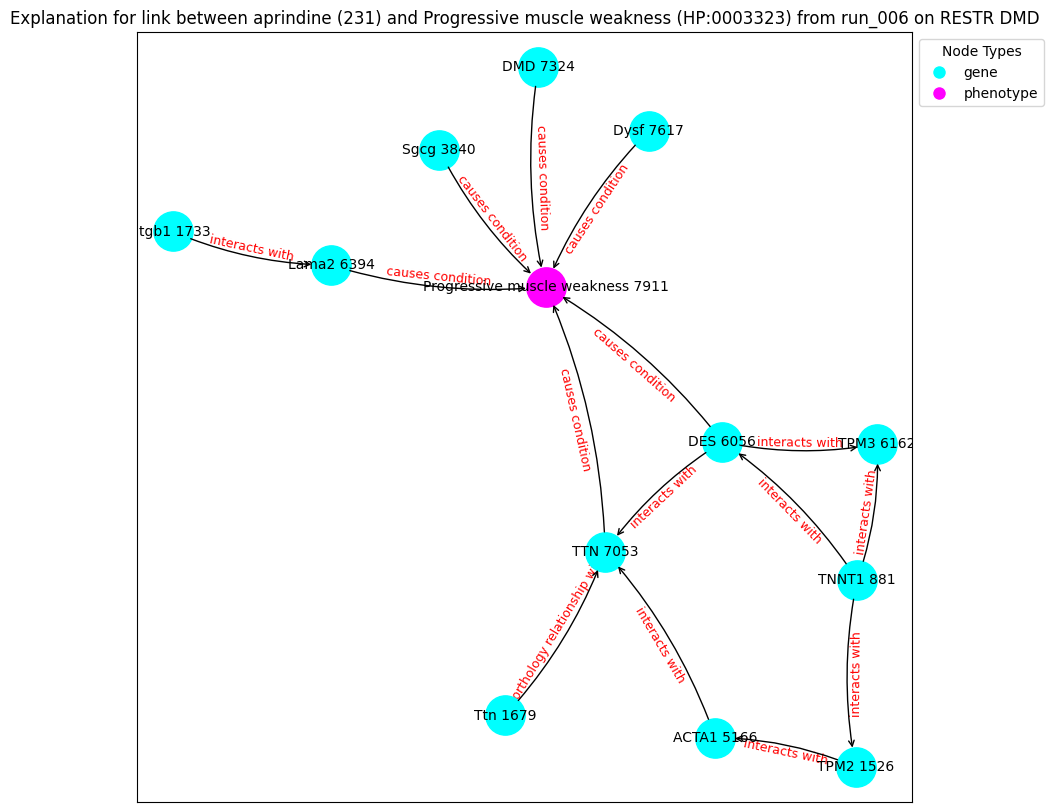 Explanation for link between aprindine (231) and Progressive muscle weakness (HP:0003323) from run_006 on RESTR DMD
Node Types
gene
phenotype
DMD 7324
Dysf 7617
Sgcg 3840
causes condition
causes condition
causes condition
tgb1 1733
interacts with
Lama2 6394
causes condition
Progressive muscle weakness 7911
causes condition
causes condition
DES 6056
interacts with
TPM3 6162
interacts with
interacts with
interacts with
TTN 7053
TNNT1 881
orthology relationship w
interacts with
interacts with
Ttn 1679
ACTA1 5166
interacts with
TPM2 1526